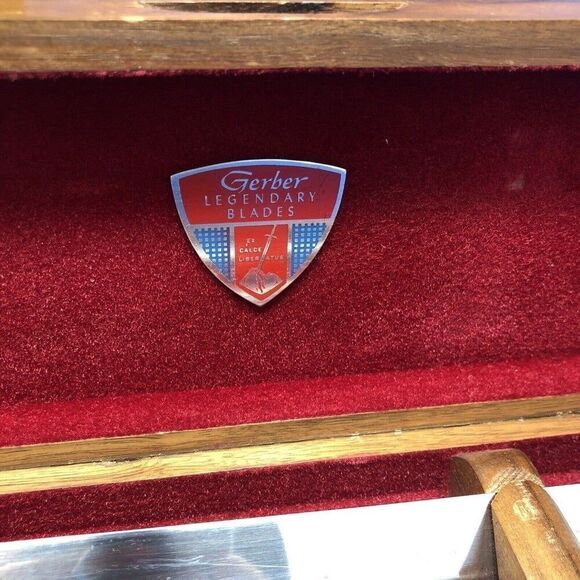 Gerber
LEGENDARY
BLADES
EX
CALCE
LIBERATUS